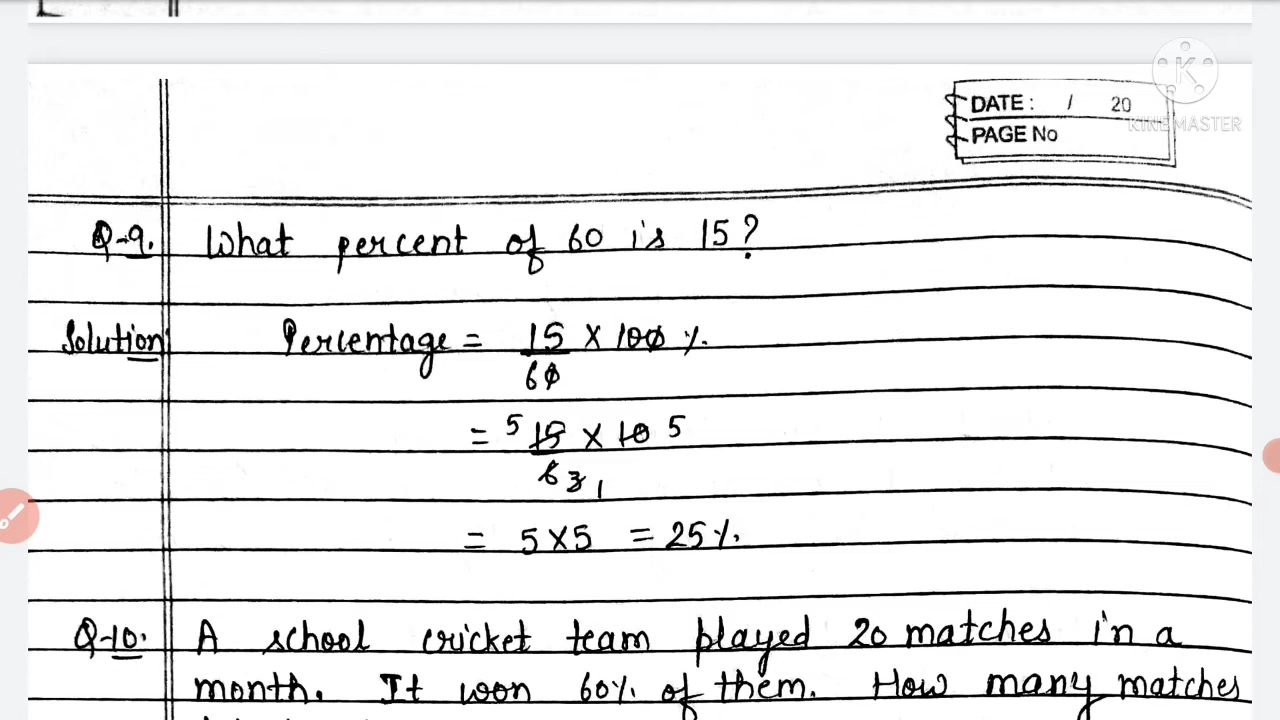 DATE: / 20
KINEMASTER
PAGE No
Q-9. What percent of 60 is 15?
Solution Percentage = 15/60 × 100 %
= 5 15/6 3 1 × 10 5
= 5×5 = 25%.
Q-10. A school cricket team played 20 matches in a
month. It woon 60% of them. How many matches